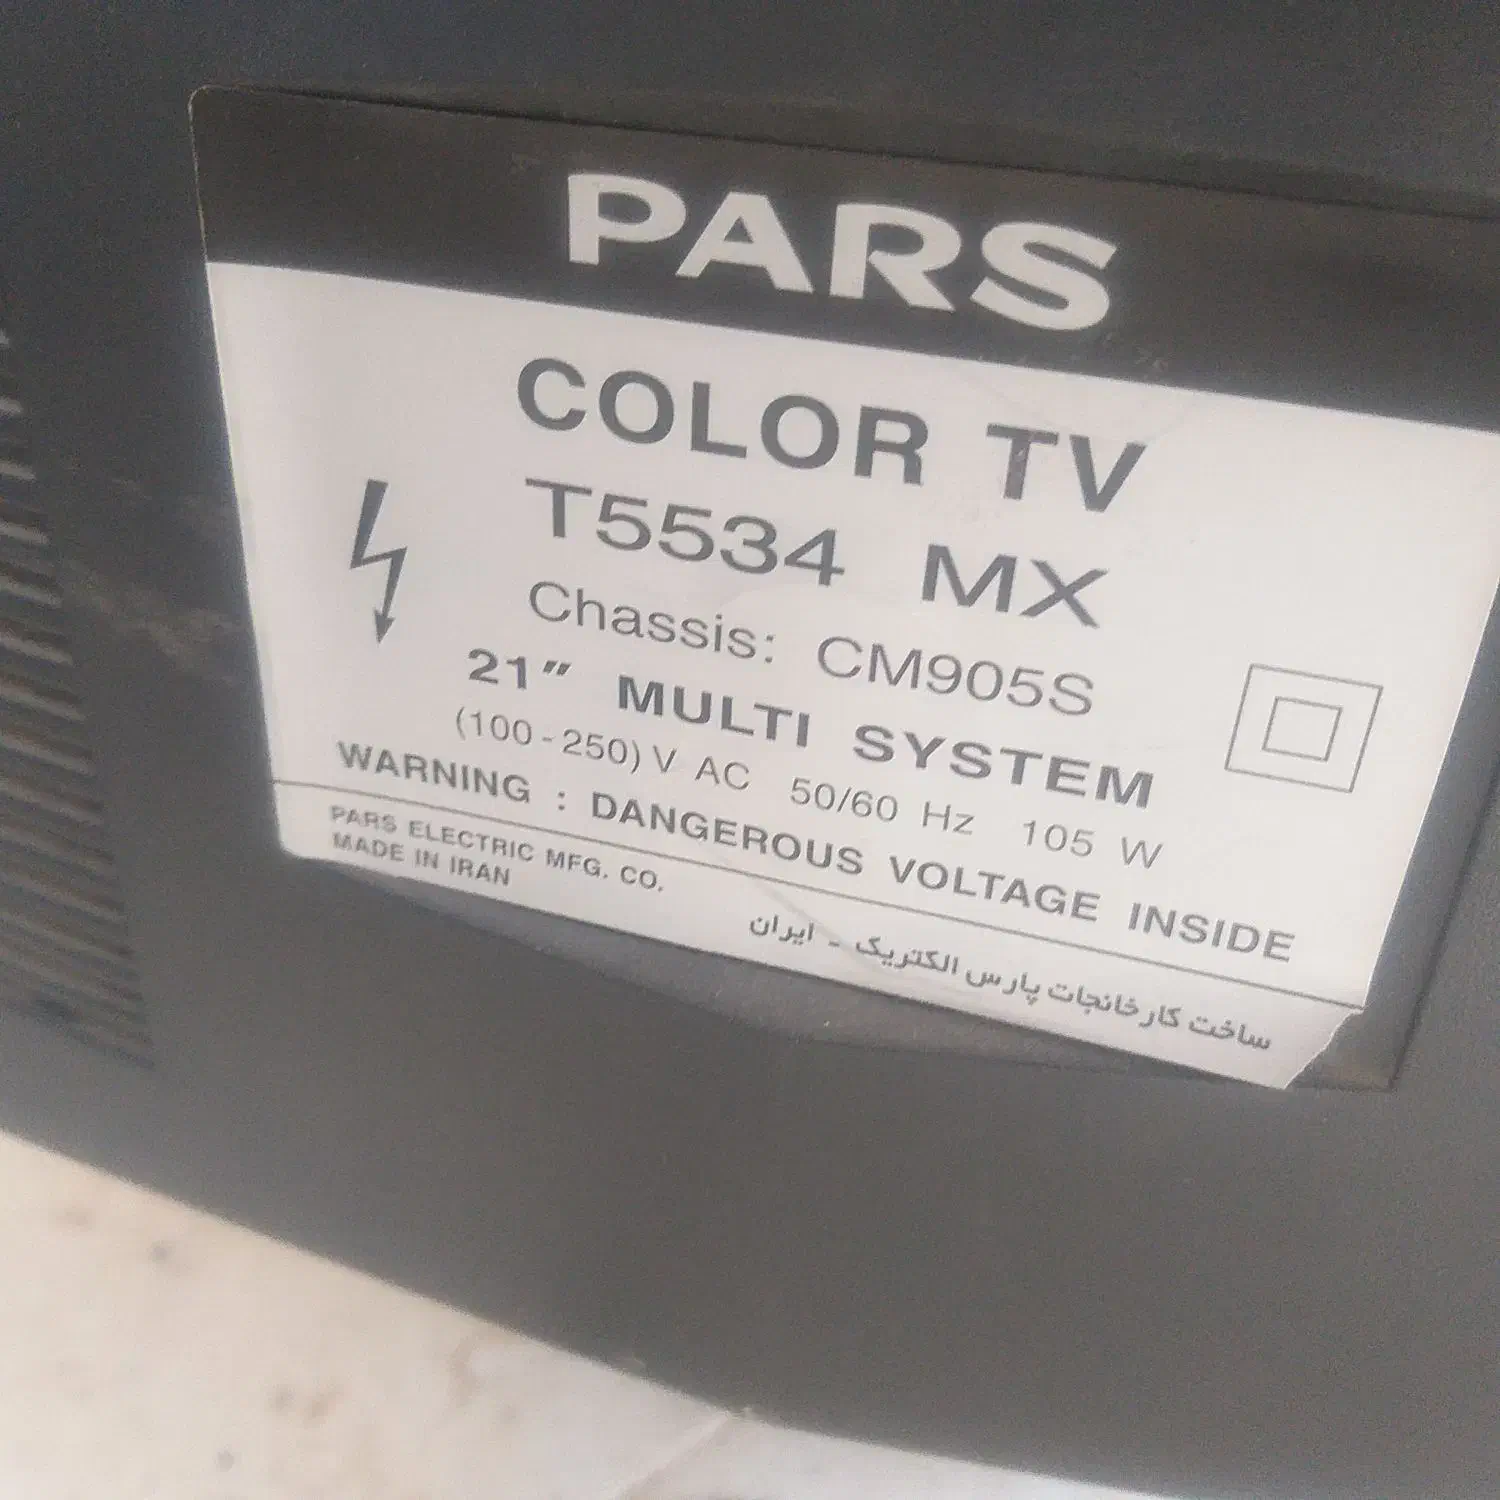 PARS
COLOR TV
T5534 MX
Chassis: CM905S
21" MULTI SYSTEM
(100-250) V AC 50/60 Hz 105 W
WARNING : DANGEROUS VOLTAGE INSIDE
PARS ELECTRIC MFG. CO.
MADE IN IRAN
ساخت کارخانجات پارس الکتریک - ایران